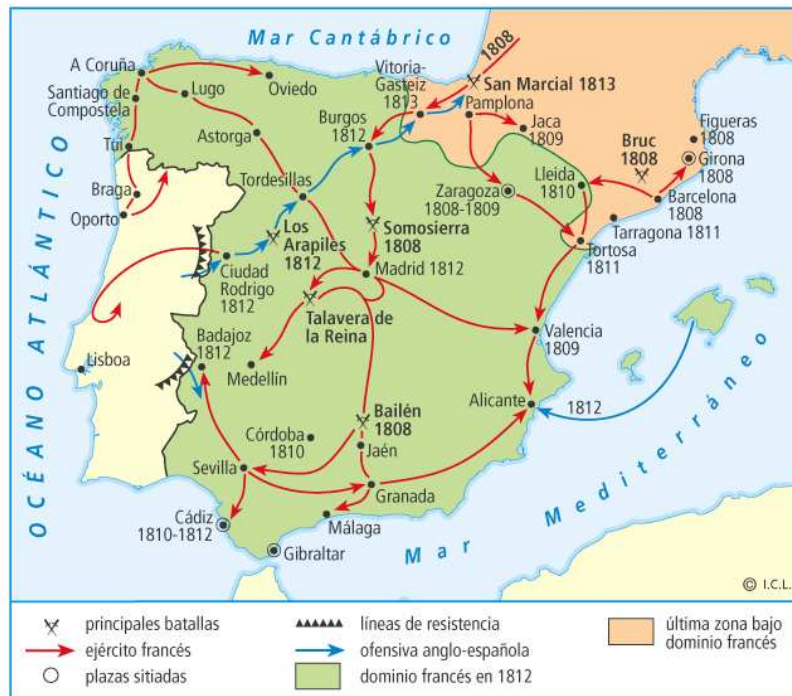 Mar Cantábrico
1808
A Coruña
Oviedo
Vitoria-
Gasteiz
1813
San Marcial 1813
Santiago de
Compostela
Lugo
Pamplona
Jaca
1809
Figueras
1808
Burgos
1812
Bruc
1808
Girona
1808
Astorga
Tui
Tordesillas
Zaragoza
1808-1809
Lleida
1810
Barcelona
1808
Braga
Oporto
Los
Arapiles
1812
Somosierra
1808
Tarragona 1811
Tortosa
1811
Ciudad
Rodrigo
1812
Madrid 1812
Talavera de
la Reina
Badajoz
1812
Valencia
1809
Lisboa
Medellín
Alicante
1812
Bailén
1808
Córdoba
1810
Jaén
Sevilla
Granada
Cádiz
1810-1812
Málaga
Gibraltar
OCÉANO ATLÁNTICO
Mar Mediterráneo
© I.C.L.
principales batallas
ejército francés
plazas sitiadas
líneas de resistencia
ofensiva anglo-española
dominio francés en 1812
última zona bajo
dominio francés